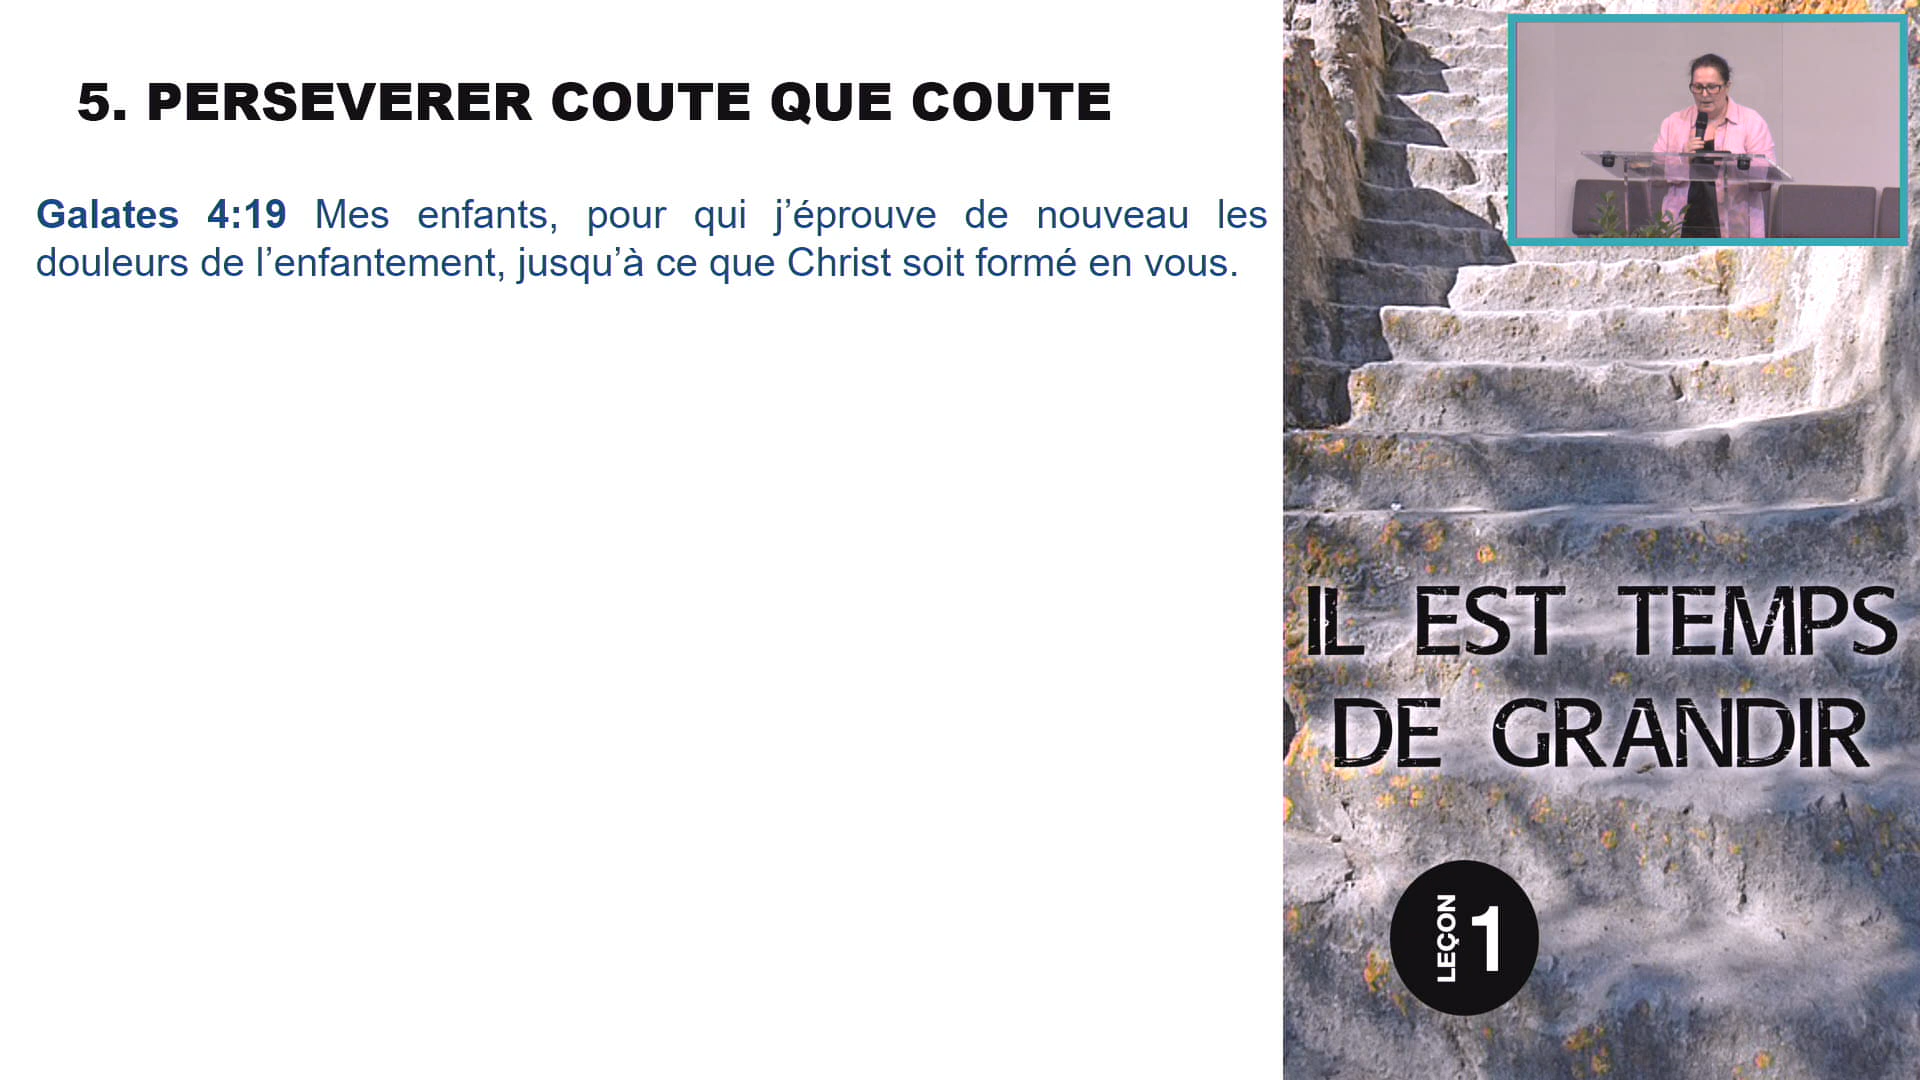 5. PERSEVERER COUTE QUE COUTE
Galates 4:19 Mes enfants, pour qui j’éprouve de nouveau les
douleurs de l’enfantement, jusqu’à ce que Christ soit formé en vous.
IL EST TEMPS
DE GRANDIR
LEÇON 1